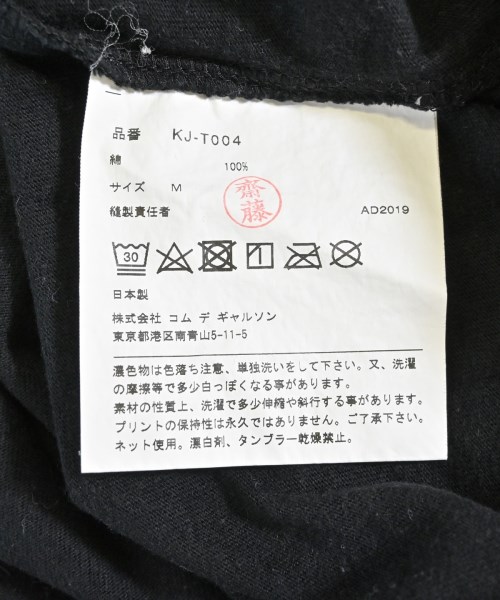 品番 KJ-T004
綿 100%
サイズ M
縫製責任者 齋藤 AD2019
30
日本製
株式会社 コム デ ギャルソン
東京都港区南青山5-11-5
濃色物は色落ち注意、単独洗いをして下さい。又、洗濯
の摩擦等で多少白っぽくなる事があります。
素材の性質上、洗濯で多少伸縮や斜行する事があります。
プリントの保持性は永久ではありません。ご了承下さい。
ネット使用。漂白剤、タンブラー乾燥禁止。